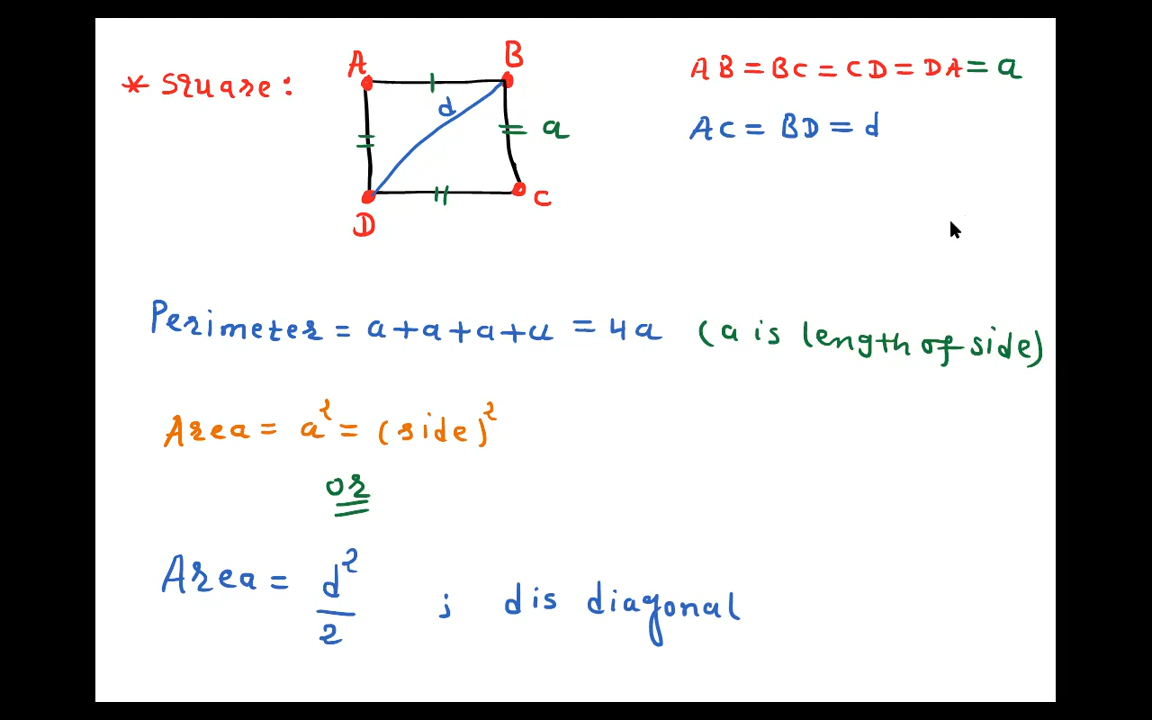 * Square :
A B
d
a
D C
AB = BC = CD = DA = a
AC = BD = d
Perimeter = a+a+a+a = 4a (a is length of side)
Area = a² = (side)²
or
Area = d²/2 ; d is diagonal